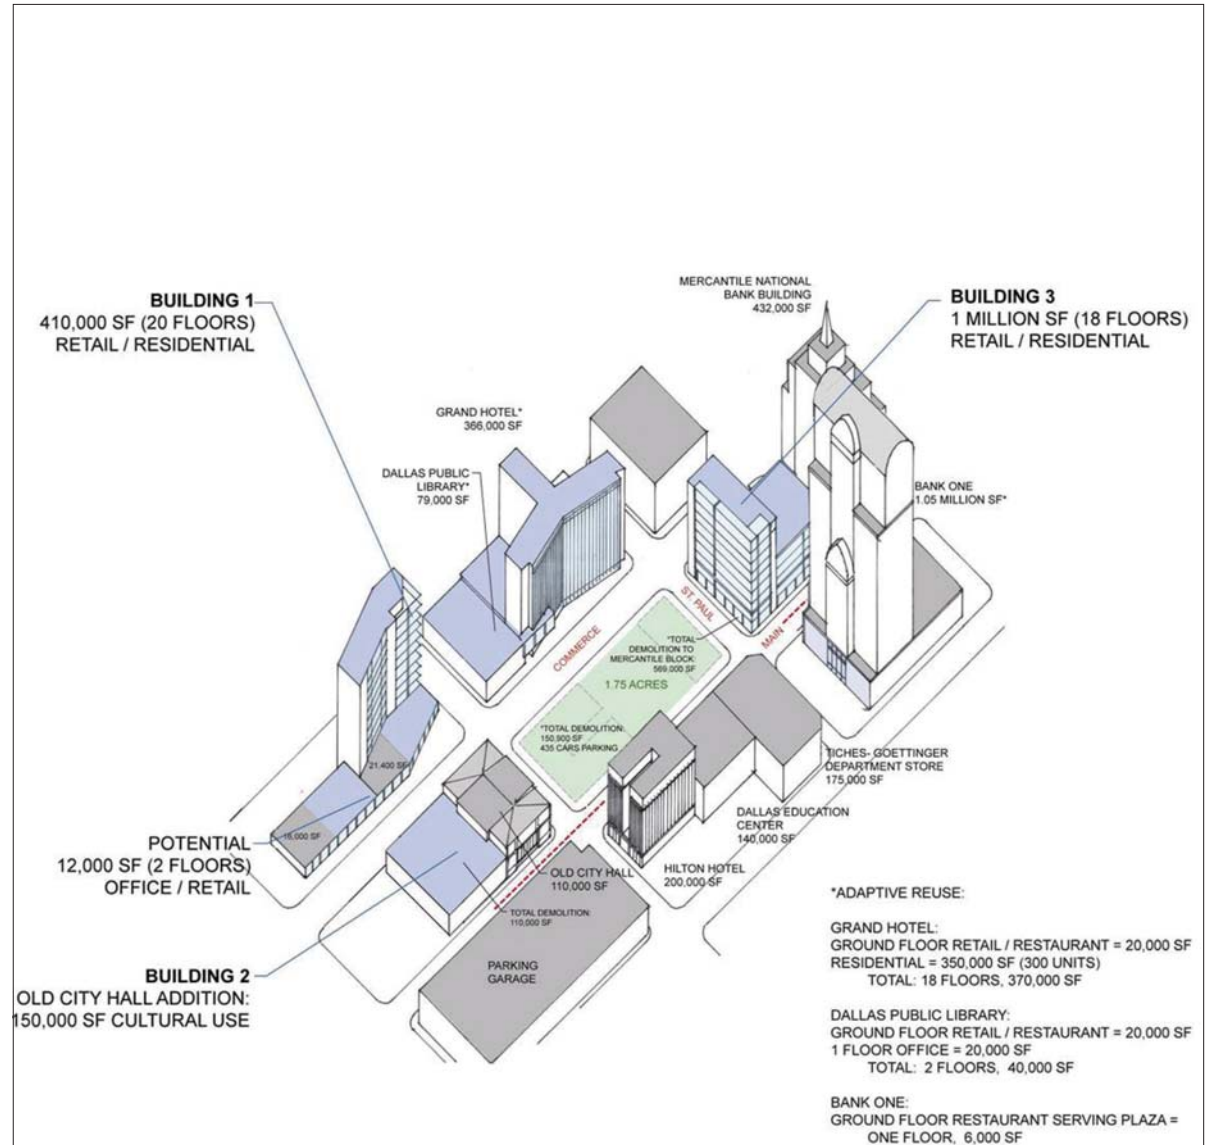 MERCANTILE NATIONAL
BANK BUILDING
432,000 SF
BUILDING 1
410,000 SF (20 FLOORS)
RETAIL / RESIDENTIAL
BUILDING 3
1 MILLION SF (18 FLOORS)
RETAIL / RESIDENTIAL
GRAND HOTEL*
366,000 SF
DALLAS PUBLIC
LIBRARY*
79,000 SF
BANK ONE
1.05 MILLION SF*
ST. PAUL
COMMERCE
MAIN
*TOTAL
DEMOLITION TO
MERCANTILE BLOCK:
569,000 SF
1.75 ACRES
*TOTAL DEMOLITION:
150,900 SF
435 CARS PARKING
21,400 SF
16,000 SF
TICHES- GOETTINGER
DEPARTMENT STORE
175,000 SF
DALLAS EDUCATION
CENTER
140,000 SF
HILTON HOTEL
200,000 SF
POTENTIAL
12,000 SF (2 FLOORS)
OFFICE / RETAIL
OLD CITY HALL
110,000 SF
TOTAL DEMOLITION:
110,000 SF
PARKING
GARAGE
BUILDING 2
OLD CITY HALL ADDITION:
150,000 SF CULTURAL USE
*ADAPTIVE REUSE:
GRAND HOTEL:
GROUND FLOOR RETAIL / RESTAURANT = 20,000 SF
RESIDENTIAL = 350,000 SF (300 UNITS)
TOTAL: 18 FLOORS, 370,000 SF
DALLAS PUBLIC LIBRARY:
GROUND FLOOR RETAIL / RESTAURANT = 20,000 SF
1 FLOOR OFFICE = 20,000 SF
TOTAL: 2 FLOORS, 40,000 SF
BANK ONE:
GROUND FLOOR RESTAURANT SERVING PLAZA =
ONE FLOOR, 6,000 SF